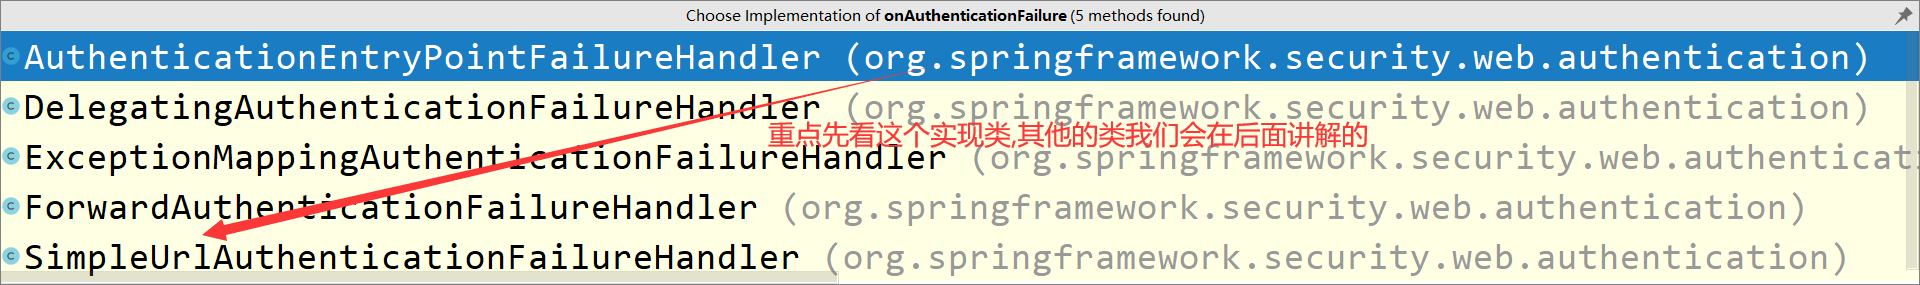 Choose Implementation of onAuthenticationFailure (5 methods found)
AuthenticationEntryPointFailureHandler (org.springframework.security.web.authentication)
DelegatingAuthenticationFailureHandler (org.springframework.security.web.authentication)
重点先看这个实现类,其他的类我们会在后面讲解的
ExceptionMappingAuthenticationFailureHandler (org.springframework.security.web.authenticati
ForwardAuthenticationFailureHandler (org.springframework.security.web.authentication)
SimpleUrlAuthenticationFailureHandler (org.springframework.security.web.authentication)